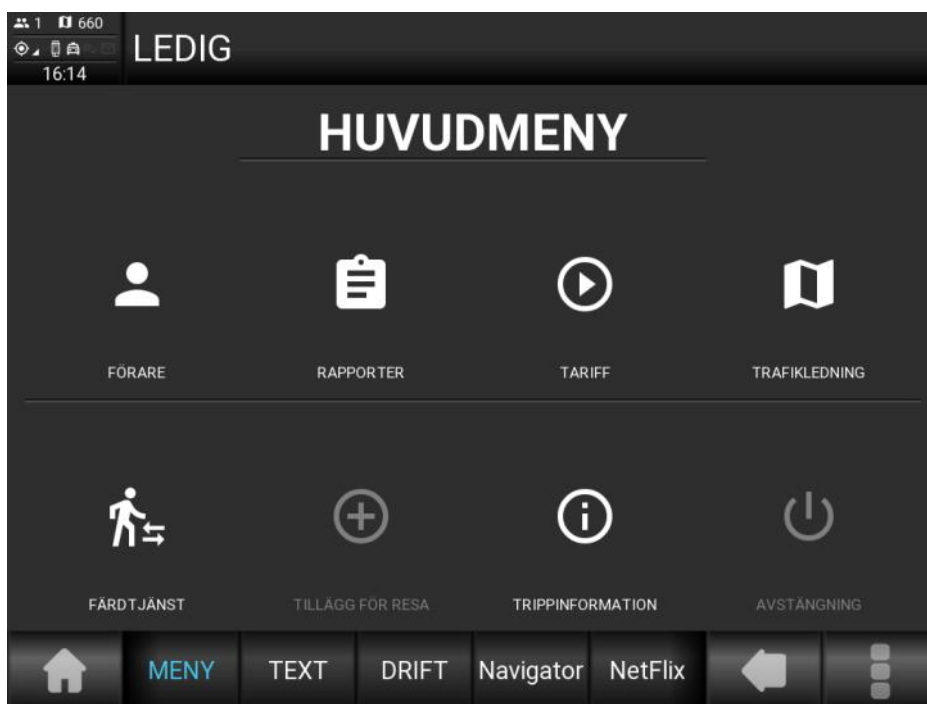 1 660
16:14
LEDIG
HUVUDMENY
FÖRARE RAPPORTER TARIFF TRAFIKLEDNING
FÄRDTJÄNST TILLÄGG FÖR RESA TRIPPINFORMATION AVSTÄNGNING
MENY TEXT DRIFT Navigator NetFlix